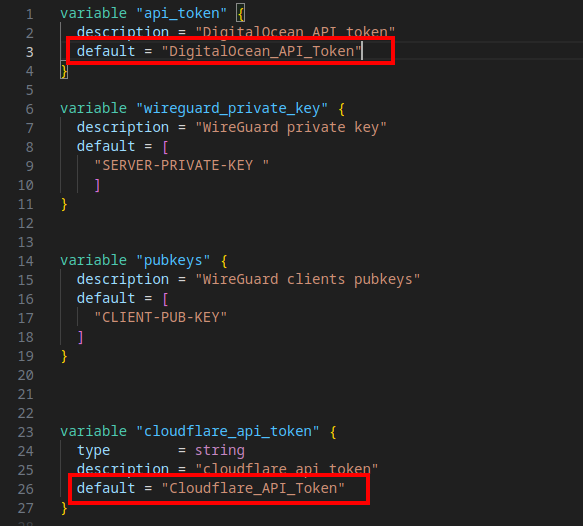 1 variable "api_token" {
2 description = "DigitalOcean API token"
3 default = "DigitalOcean_API_Token"
4 }
5
6 variable "wireguard_private_key" {
7 description = "WireGuard private key"
8 default = [
9 "SERVER-PRIVATE-KEY "
10 ]
11 }
12
13
14 variable "pubkeys" {
15 description = "WireGuard clients pubkeys"
16 default = [
17 "CLIENT-PUB-KEY"
18 ]
19 }
20
21
22
23 variable "cloudflare_api_token" {
24 type = string
25 description = "cloudflare api token"
26 default = "Cloudflare_API_Token"
27 }
28